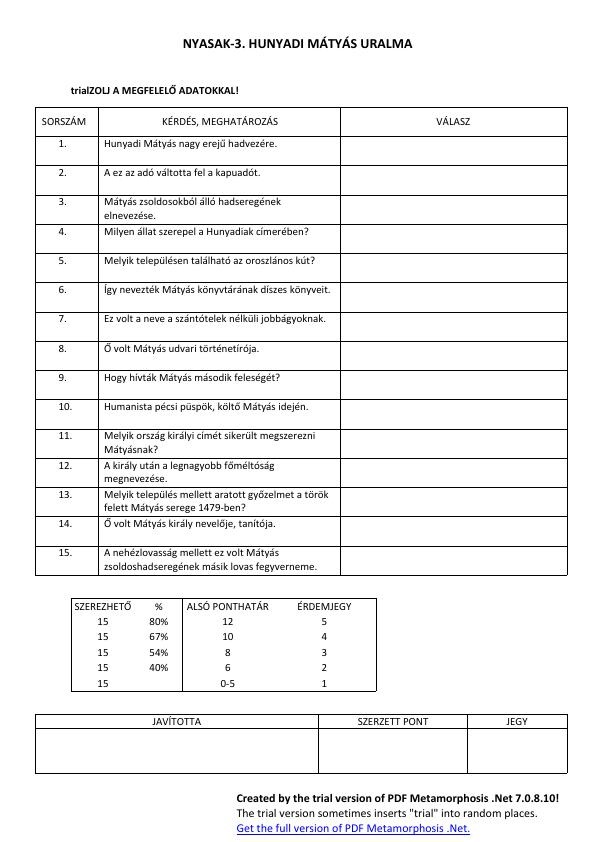 NYASAK-3. HUNYADI MÁTYÁS URALMA
trialZOLJ A MEGFELELŐ ADATOKKAL!
SORSZÁM KÉRDÉS, MEGHATÁROZÁS VÁLASZ
1. Hunyadi Mátyás nagy erejű hadvezére.
2. A ez az adó váltotta fel a kapuadót.
3. Mátyás zsoldosokból álló hadseregének
elnevezése.
4. Milyen állat szerepel a Hunyadiak címerében?
5. Melyik településen található az oroszlános kút?
6. Így nevezték Mátyás könyvtárának díszes könyveit.
7. Ez volt a neve a szántótelek nélküli jobbágyoknak.
8. Ő volt Mátyás udvari történetírója.
9. Hogy hívták Mátyás második feleségét?
10. Humanista pécsi püspök, költő Mátyás idején.
11. Melyik ország királyi címét sikerült megszerezni
Mátyásnak?
12. A király után a legnagyobb főméltóság
megnevezése.
13. Melyik település mellett aratott győzelmet a török
felett Mátyás serege 1479-ben?
14. Ő volt Mátyás király nevelője, tanítója.
15. A nehézlovasság mellett ez volt Mátyás
zsoldoshadseregének másik lovas fegyverneme.
SZEREZHETŐ % ALSÓ PONTHATÁR ÉRDEMJEGY
15 80% 12 5
15 67% 10 4
15 54% 8 3
15 40% 6 2
15 0-5 1
JAVÍTOTTA SZERZETT PONT JEGY
Created by the trial version of PDF Metamorphosis .Net 7.0.8.10!
The trial version sometimes inserts "trial" into random places.
Get the full version of PDF Metamorphosis .Net.